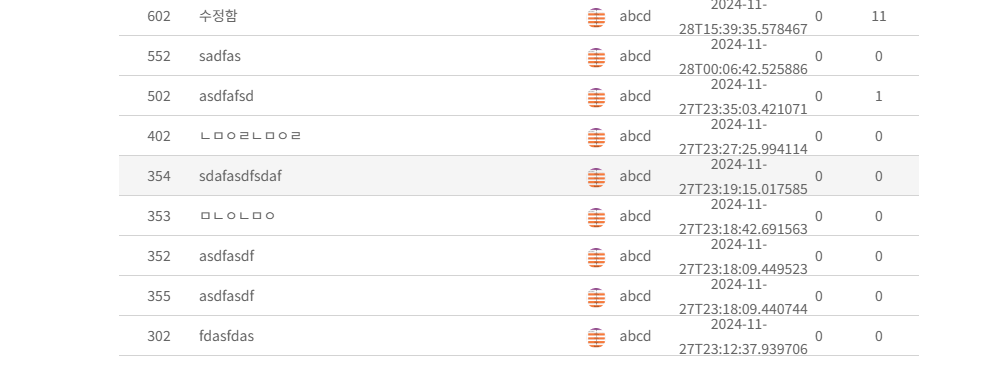 602 수정함 abcd 2024-11-
28T15:39:35.578467 0 11
552 sadfas abcd 2024-11-
28T00:06:42.525886 0 0
502 asdfafsd abcd 2024-11-
27T23:35:03.421071 0 1
402 ㄴㅁㅇㄹㄴㅁㅇㄹ abcd 2024-11-
27T23:27:25.994114 0 0
354 sdafasdfsdaf abcd 2024-11-
27T23:19:15.017585 0 0
353 ㅁㄴㅇㄴㅁㅇ abcd 2024-11-
27T23:18:42.691563 0 0
352 asdfasdf abcd 2024-11-
27T23:18:09.449523 0 0
355 asdfasdf abcd 2024-11-
27T23:18:09.440744 0 0
302 fdasfdas abcd 2024-11-
27T23:12:37.939706 0 0